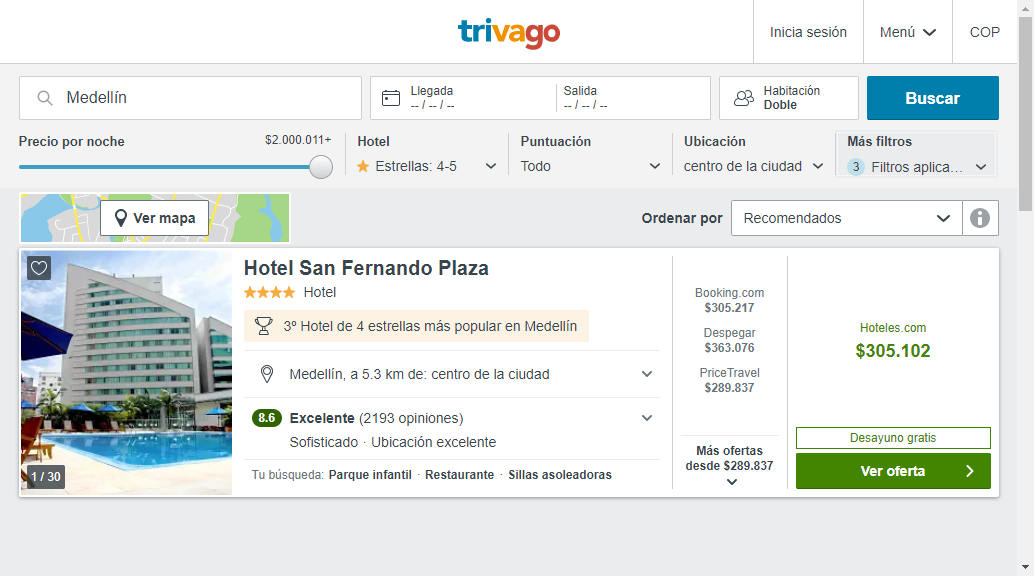 trivago
Inicia sesión
Menú
COP
Medellín
Llegada
-- / -- / --
Salida
-- / -- / --
Habitación
Doble
Buscar
Precio por noche
$2.000.011+
Hotel
Estrellas: 4-5
Puntuación
Todo
Ubicación
centro de la ciudad
Más filtros
3 Filtros aplica...
Ver mapa
Ordenar por
Recomendados
Hotel San Fernando Plaza
Hotel
3º Hotel de 4 estrellas más popular en Medellín
Medellín, a 5.3 km de: centro de la ciudad
8.6 Excelente (2193 opiniones)
Sofisticado · Ubicación excelente
Tu búsqueda: Parque infantil · Restaurante · Sillas asoleadoras
1 / 30
Booking.com
$305.217
Despegar
$363.076
PriceTravel
$289.837
Más ofertas
desde $289.837
Hoteles.com
$305.102
Desayuno gratis
Ver oferta